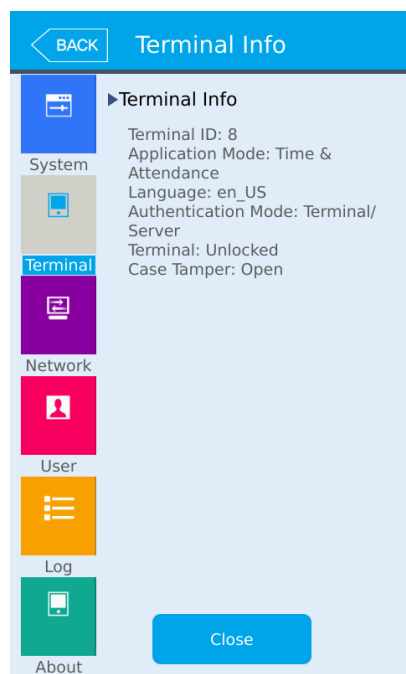 BACK
Terminal Info
Terminal Info
Terminal ID: 8
Application Mode: Time &
Attendance
Language: en_US
Authentication Mode: Terminal/
Server
Terminal: Unlocked
Case Tamper: Open
System
Terminal
Network
User
Log
About
Close